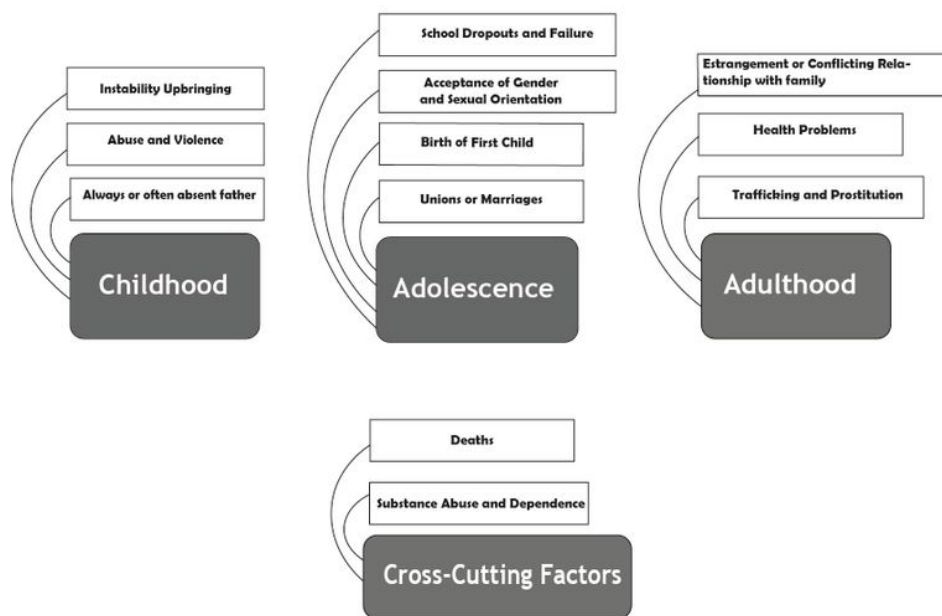 Instability Upbringing
Abuse and Violence
Always or often absent father
Childhood
School Dropouts and Failure
Acceptance of Gender
and Sexual Orientation
Birth of First Child
Unions or Marriages
Adolescence
Estrangement or Conflicting Rela-
tionship with family
Health Problems
Trafficking and Prostitution
Adulthood
Deaths
Substance Abuse and Dependence
Cross-Cutting Factors